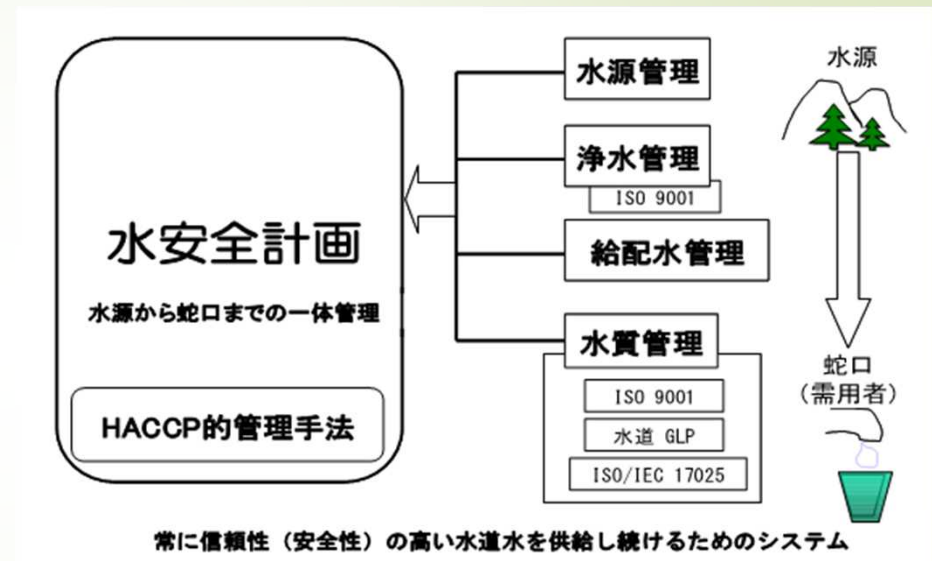 水安全計画
水源から蛇口までの一体管理
HACCP的管理手法
水源管理
浄水管理
ISO 9001
給配水管理
水質管理
ISO 9001
水道 GLP
ISO/IEC 17025
水源
蛇口
（需用者）
常に信頼性（安全性）の高い水道水を供給し続けるためのシステム